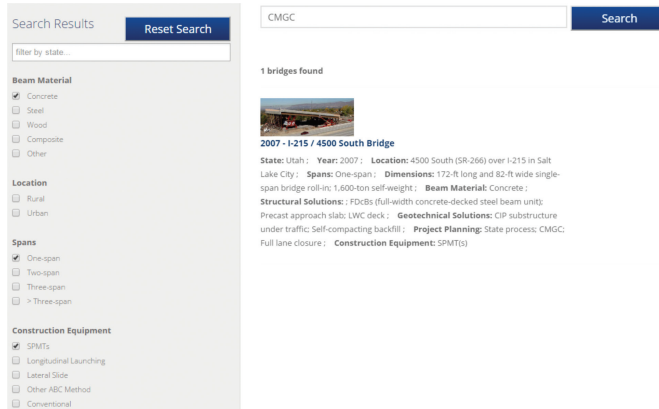 Search Results
Reset Search
filter by state...
Beam Material
Concrete
Steel
Wood
Composite
Other
Location
Rural
Urban
Spans
One-span
Two-span
Three-span
> Three-span
Construction Equipment
SPMTs
Longitudinal Launching
Lateral Slide
Other ABC Method
Conventional
CMGC
Search
1 bridges found
2007 - I-215 / 4500 South Bridge
State: Utah ; Year: 2007 ; Location: 4500 South (SR-266) over I-215 in Salt
Lake City ; Spans: One-span ; Dimensions: 172-ft long and 82-ft wide single-
span bridge roll-in; 1,600-ton self-weight ; Beam Material: Concrete ;
Structural Solutions: ; FDcBs (full-width concrete-decked steel beam unit);
Precast approach slab; LWC deck ; Geotechnical Solutions: CIP substructure
under traffic; Self-compacting backfill ; Project Planning: State process; CMGC;
Full lane closure ; Construction Equipment: SPMT(s)